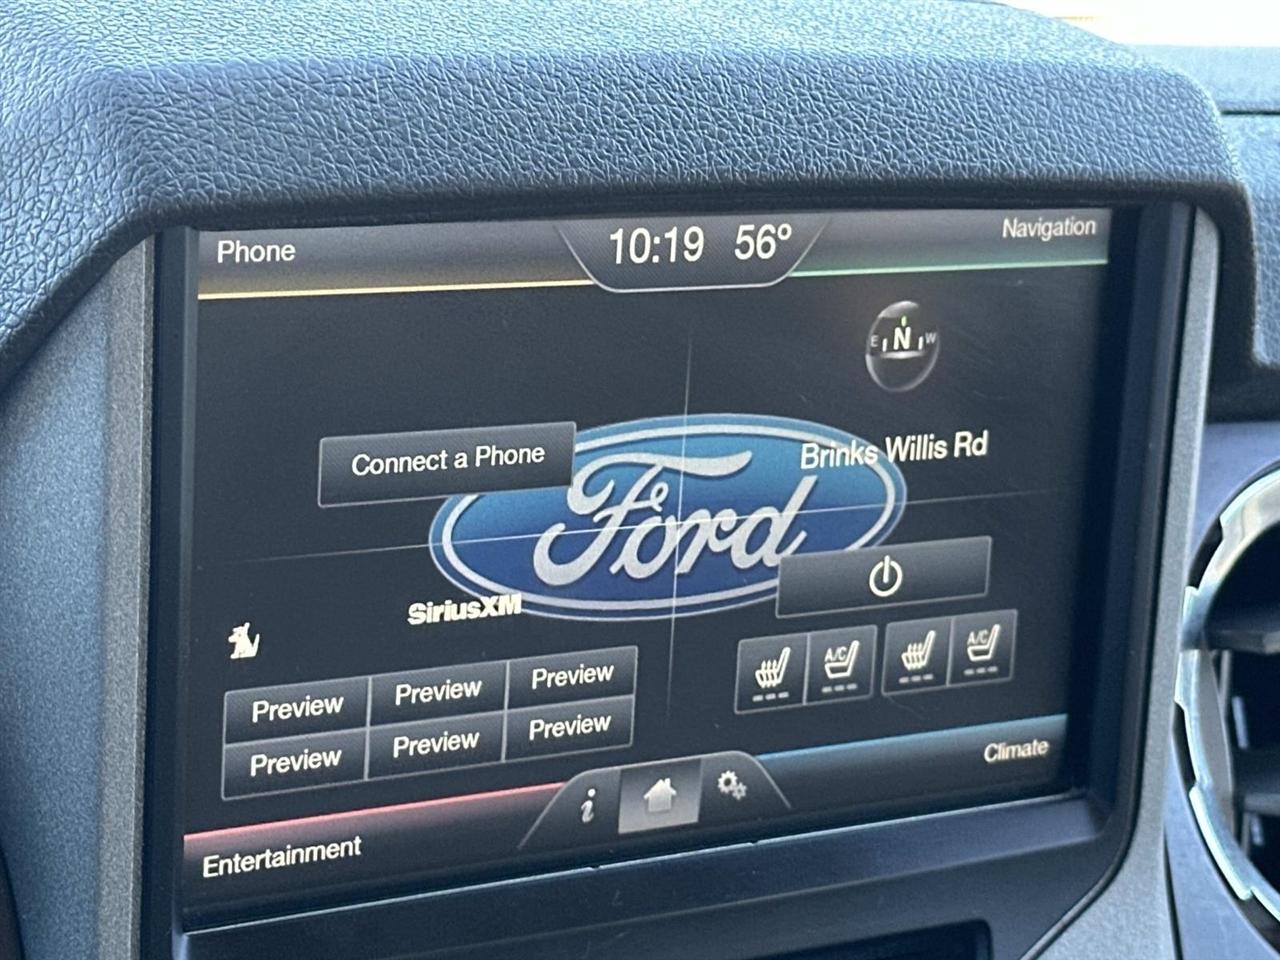 Phone
10:19 56°
Navigation
E N W
Connect a Phone
Ford
Brinks Willis Rd
SiriusXM
Preview Preview Preview
Preview Preview Preview
A/C A/C
Climate
i
Entertainment